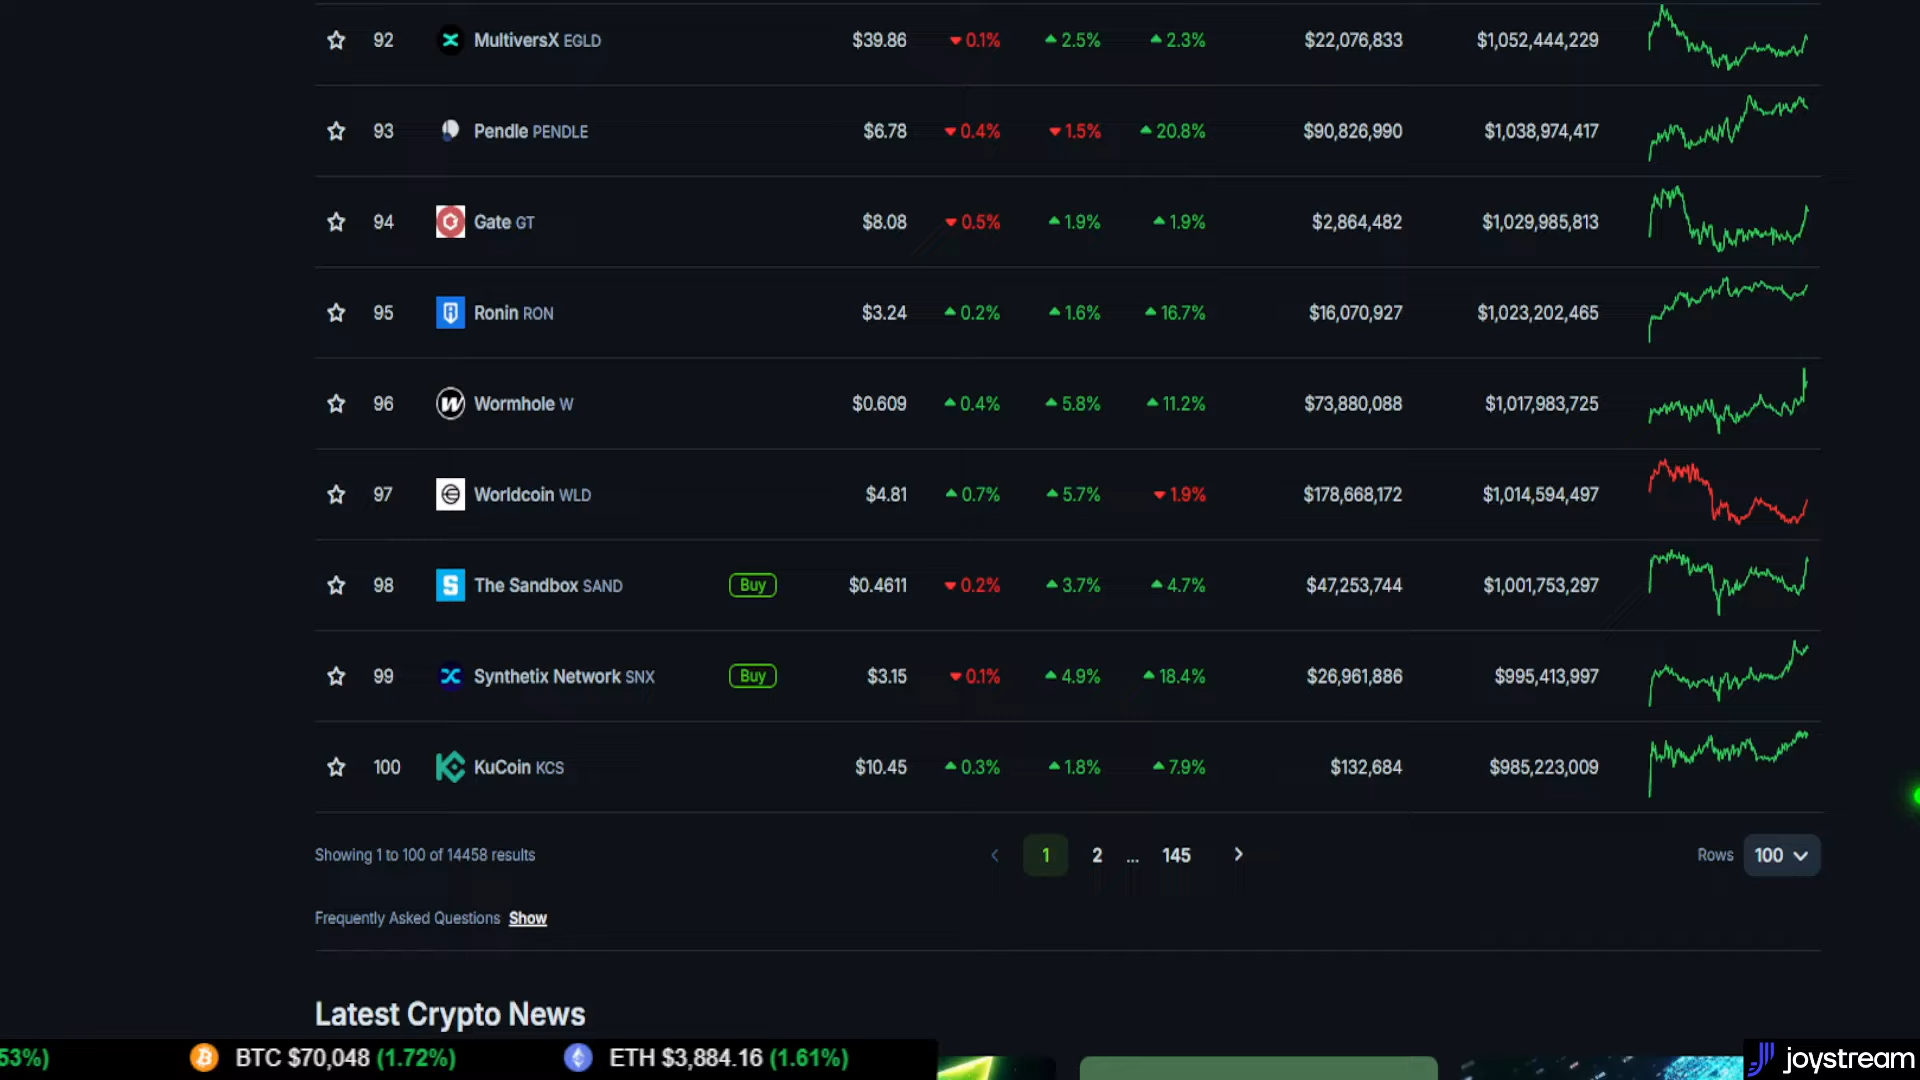 92 MultiversX EGLD $39.86 0.1% 2.5% 2.3% $22,076,833 $1,052,444,229
93 Pendle PENDLE $6.78 0.4% 1.5% 20.8% $90,826,990 $1,038,974,417
94 Gate GT $8.08 0.5% 1.9% 1.9% $2,864,482 $1,029,985,813
95 Ronin RON $3.24 0.2% 1.6% 16.7% $16,070,927 $1,023,202,465
96 Wormhole W $0.609 0.4% 5.8% 11.2% $73,880,088 $1,017,983,725
97 Worldcoin WLD $4.81 0.7% 5.7% 1.9% $178,668,172 $1,014,594,497
98 The Sandbox SAND Buy $0.4611 0.2% 3.7% 4.7% $47,253,744 $1,001,753,297
99 Synthetix Network SNX Buy $3.15 0.1% 4.9% 18.4% $26,961,886 $995,413,997
100 KuCoin KCS $10.45 0.3% 1.8% 7.9% $132,684 $985,223,009
Showing 1 to 100 of 14458 results 1 2 ... 145 Rows 100
Frequently Asked Questions Show
Latest Crypto News
53%) BTC $70,048 (1.72%) ETH $3,884.16 (1.61%) joystream